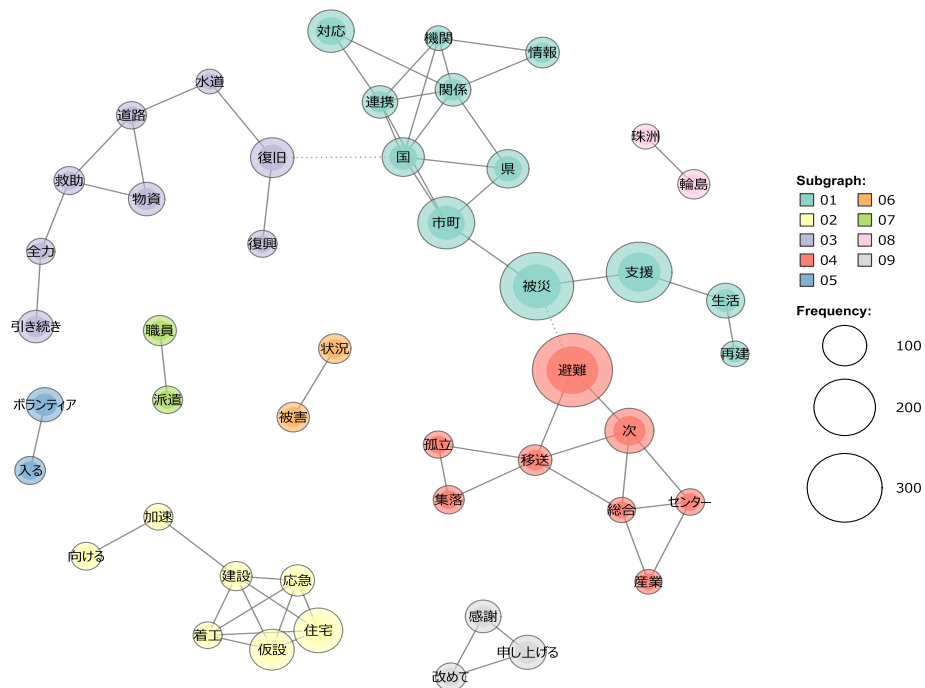 対応
機関
情報
水道
関係
連携
道路
珠洲
復旧
国
県
救助
輪島
物資
市町
復興
全力
支援
被災
生活
引き続き
職員
状況
再建
避難
派遣
ボランティア
被害
次
孤立
移送
入る
集落
センター
総合
加速
向ける
建設
応急
産業
感謝
住宅
着工
仮設
申し上げる
改めて
Subgraph:
01 06
02 07
03 08
04 09
05
Frequency:
100
200
300